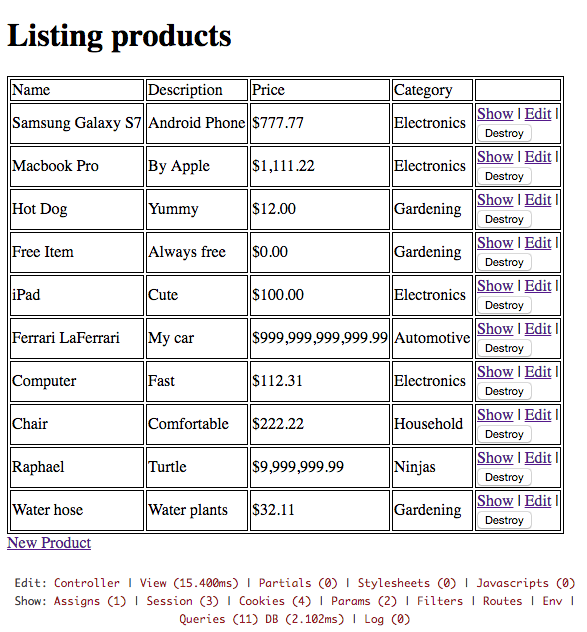 Listing products
Name Description Price Category
Samsung Galaxy S7 Android Phone $777.77 Electronics Show | Edit | Destroy
Macbook Pro By Apple $1,111.22 Electronics Show | Edit | Destroy
Hot Dog Yummy $12.00 Gardening Show | Edit | Destroy
Free Item Always free $0.00 Gardening Show | Edit | Destroy
iPad Cute $100.00 Electronics Show | Edit | Destroy
Ferrari LaFerrari My car $999,999,999,999.99 Automotive Show | Edit | Destroy
Computer Fast $112.31 Electronics Show | Edit | Destroy
Chair Comfortable $222.22 Household Show | Edit | Destroy
Raphael Turtle $9,999,999.99 Ninjas Show | Edit | Destroy
Water hose Water plants $32.11 Gardening Show | Edit | Destroy
New Product
Edit: Controller | View (15.400ms) | Partials (0) | Stylesheets (0) | Javascripts (0)
Show: Assigns (1) | Session (3) | Cookies (4) | Params (2) | Filters | Routes | Env |
Queries (11) DB (2.102ms) | Log (0)